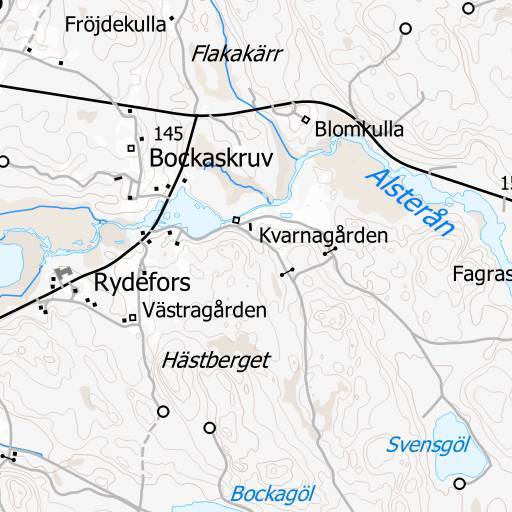 Fröjdekulla
Flakakärr
145
Blomkulla
Bockaskruv
Alsterån
15
Kvarnagården
Fagras
Rydefors
Västragården
Hästberget
Svensgöl
Bockagöl